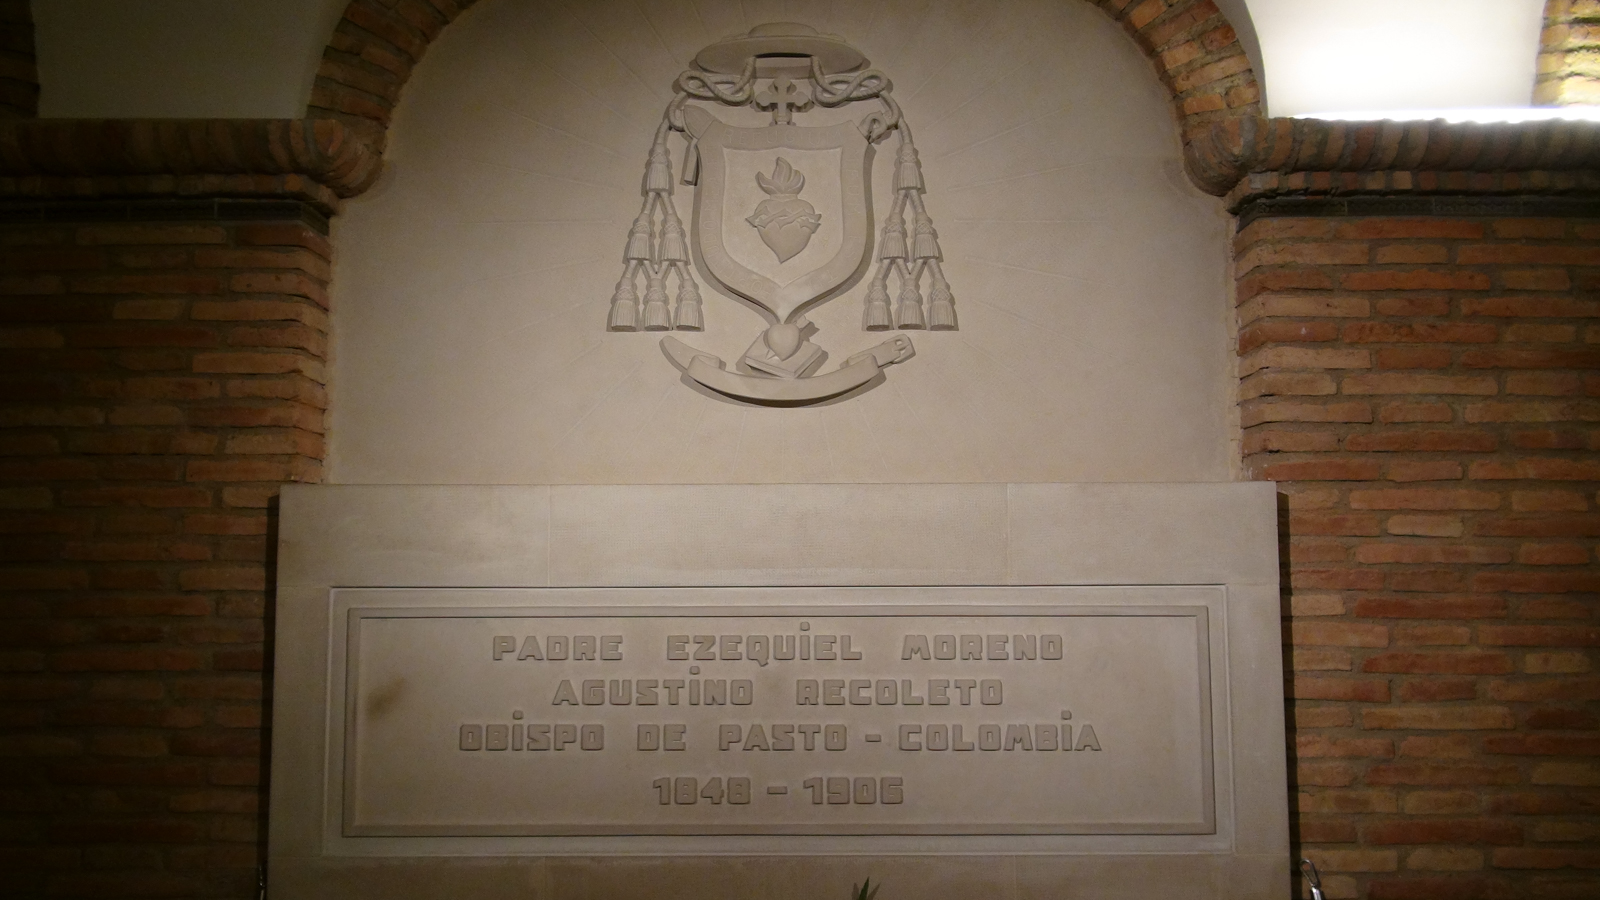 PADRE EZEQUIEL MORENO
AGUSTINO RECOLETO
OBISPO DE PASTO - COLOMBIA
1848 - 1906